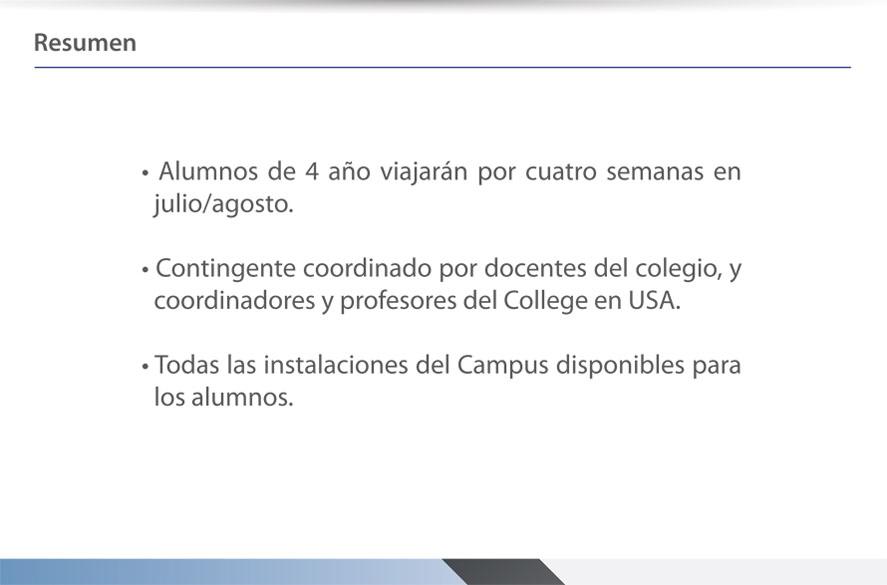 Resumen
• Alumnos de 4 año viajarán por cuatro semanas en
julio/agosto.
• Contingente coordinado por docentes del colegio, y
coordinadores y profesores del College en USA.
• Todas las instalaciones del Campus disponibles para
los alumnos.